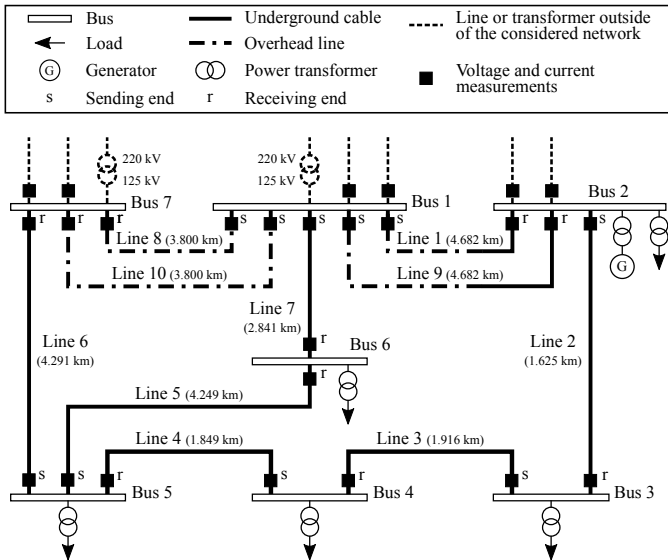 Bus
Underground cable
Line or transformer outside
of the considered network
Load
Overhead line
G
Generator
Power transformer
Voltage and current
measurements
s
Sending end
r
Receiving end
220 kV
125 kV
220 kV
125 kV
Bus 7
Bus 1
Bus 2
r
r
r
s
s
s
s
s
r
r
s
Line 8 (3.800 km)
Line 1 (4.682 km)
G
Line 10 (3.800 km)
Line 9 (4.682 km)
Line 7
(2.841 km)
Line 6
(4.291 km)
Line 2
(1.625 km)
r
Bus 6
r
Line 5 (4.249 km)
Line 4 (1.849 km)
Line 3 (1.916 km)
s
s
r
s
r
s
r
Bus 5
Bus 4
Bus 3